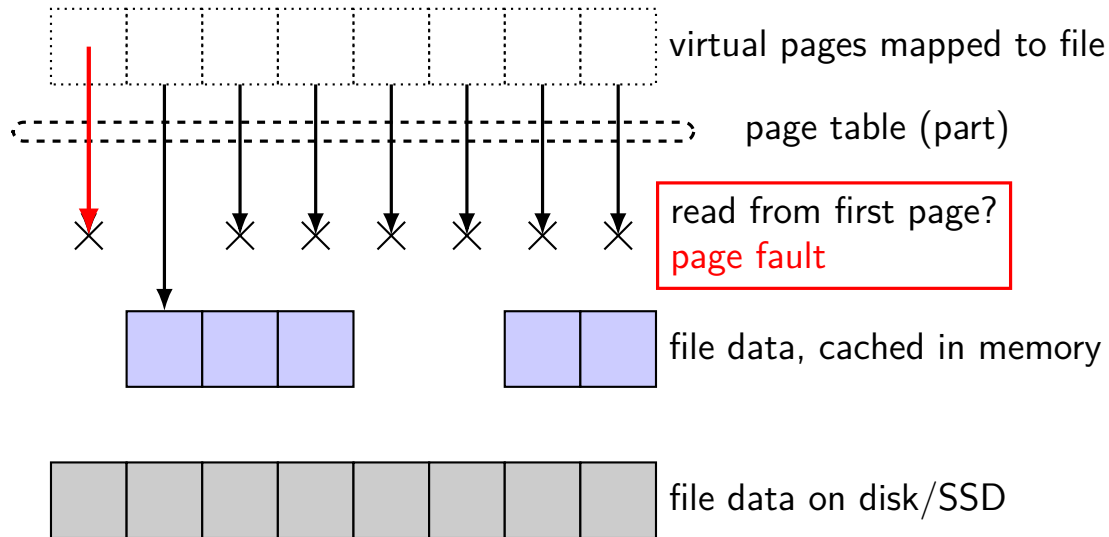 virtual pages mapped to file
page table (part)
read from first page?
page fault
file data, cached in memory
file data on disk/SSD